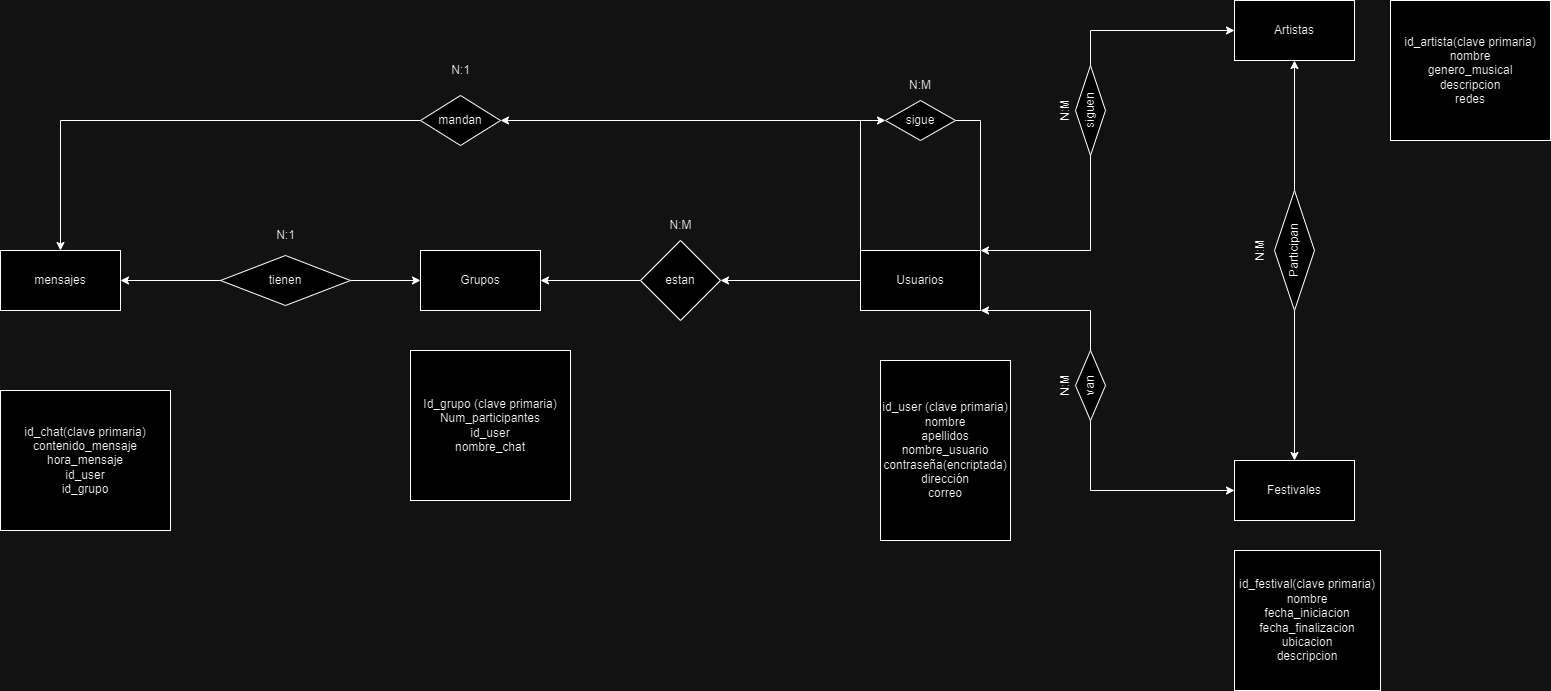 Artistas
id_artista(clave primaria)
nombre
genero_musical
descripcion
redes
N:1
mandan
N:M
sigue
N:M
siguen
N:M
Participan
mensajes
N:1
tienen
Grupos
N:M
estan
Usuarios
N:M
van
Festivales
id_chat(clave primaria)
contenido_mensaje
hora_mensaje
id_user
id_grupo
Id_grupo (clave primaria)
Num_participantes
id_user
nombre_chat
id_user (clave primaria)
nombre
apellidos
nombre_usuario
contraseña(encriptada)
dirección
correo
id_festival(clave primaria)
nombre
fecha_iniciacion
fecha_finalizacion
ubicacion
descripcion